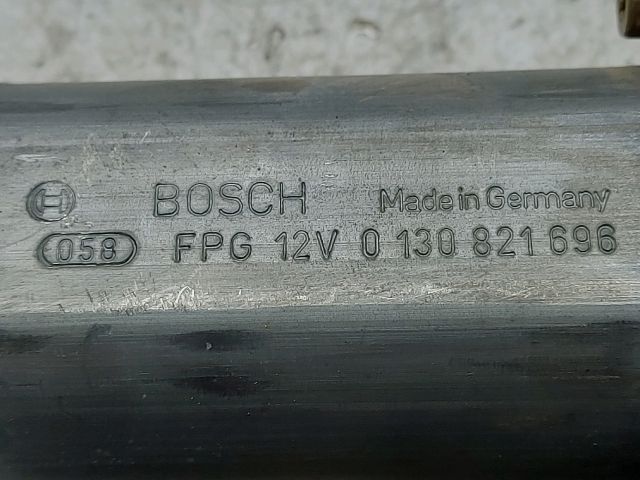 BOSCH Made in Germany
058 FPG 12V 0 130 821 696